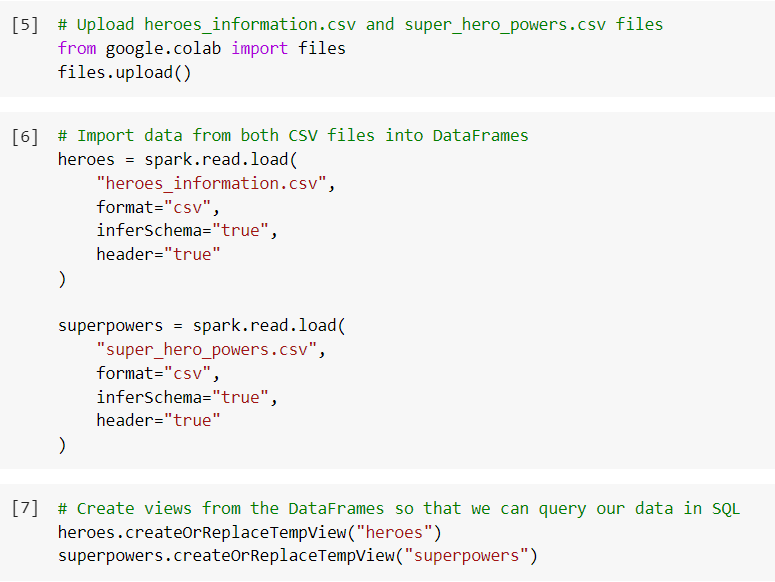 [5] # Upload heroes_information.csv and super_hero_powers.csv files
from google.colab import files
files.upload()
[6] # Import data from both CSV files into DataFrames
heroes = spark.read.load(
    "heroes_information.csv",
    format="csv",
    inferSchema="true",
    header="true"
)
superpowers = spark.read.load(
    "super_hero_powers.csv",
    format="csv",
    inferSchema="true",
    header="true"
)
[7] # Create views from the DataFrames so that we can query our data in SQL
heroes.createOrReplaceTempView("heroes")
superpowers.createOrReplaceTempView("superpowers")